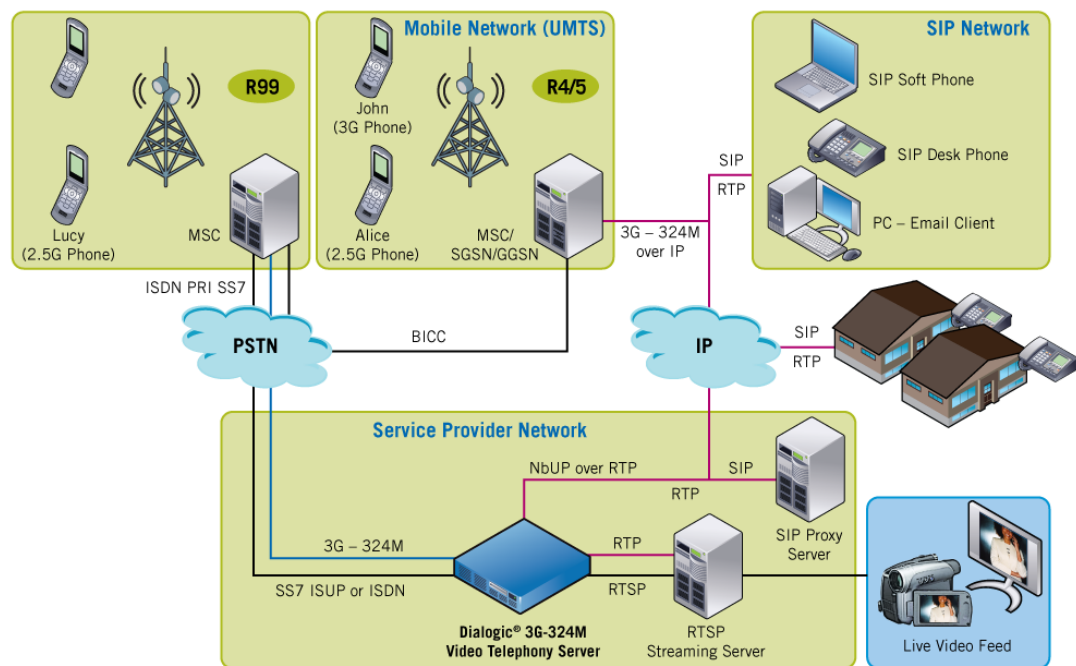 R99
Lucy
(2.5G Phone)
MSC
Mobile Network (UMTS)
R4/5
John
(3G Phone)
Alice
(2.5G Phone)
MSC/
SGSN/GGSN
SIP Network
SIP Soft Phone
SIP Desk Phone
PC – Email Client
SIP
RTP
3G – 324M
over IP
ISDN PRI SS7
PSTN
BICC
IP
SIP
RTP
Service Provider Network
NbUP over RTP
SIP
RTP
SIP Proxy
Server
3G – 324M
RTP
SS7 ISUP or ISDN
RTSP
Dialogic® 3G-324M
Video Telephony Server
RTSP
Streaming Server
Live Video Feed